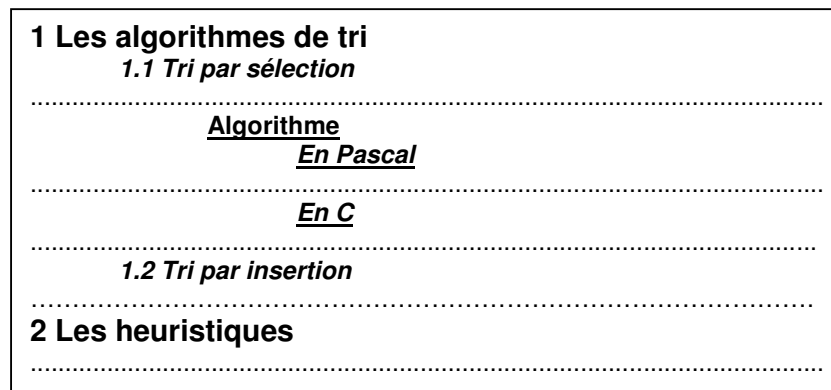 1 Les algorithmes de tri
1.1 Tri par sélection
....................................................................................................................
Algorithme
En Pascal
....................................................................................................................
En C
...................................................................................................................
1.2 Tri par insertion
……………………………………………………………………………………
2 Les heuristiques
....................................................................................................................